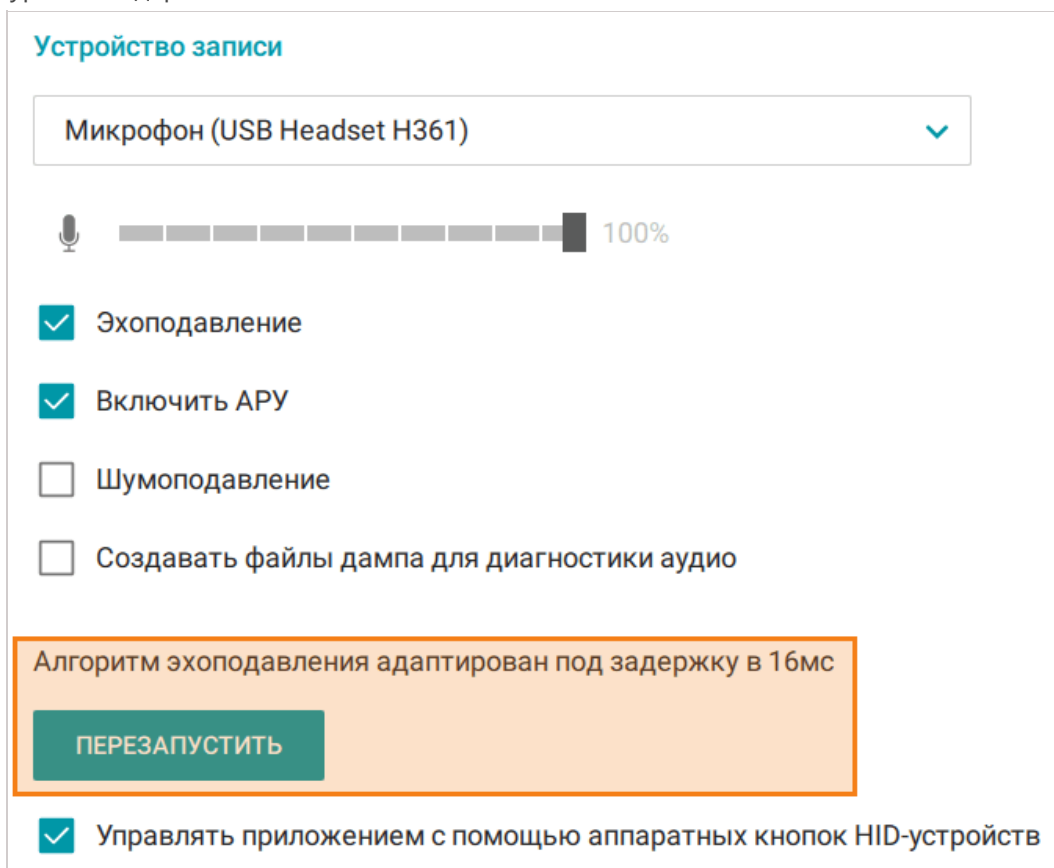 Устройство записи
Микрофон (USB Headset H361)
100%
Эхоподавление
Включить АРУ
Шумоподавление
Создавать файлы дампа для диагностики аудио
Алгоритм эхоподавления адаптирован под задержку в 16мс
ПЕРЕЗАПУСТИТЬ
Управлять приложением с помощью аппаратных кнопок HID-устройств